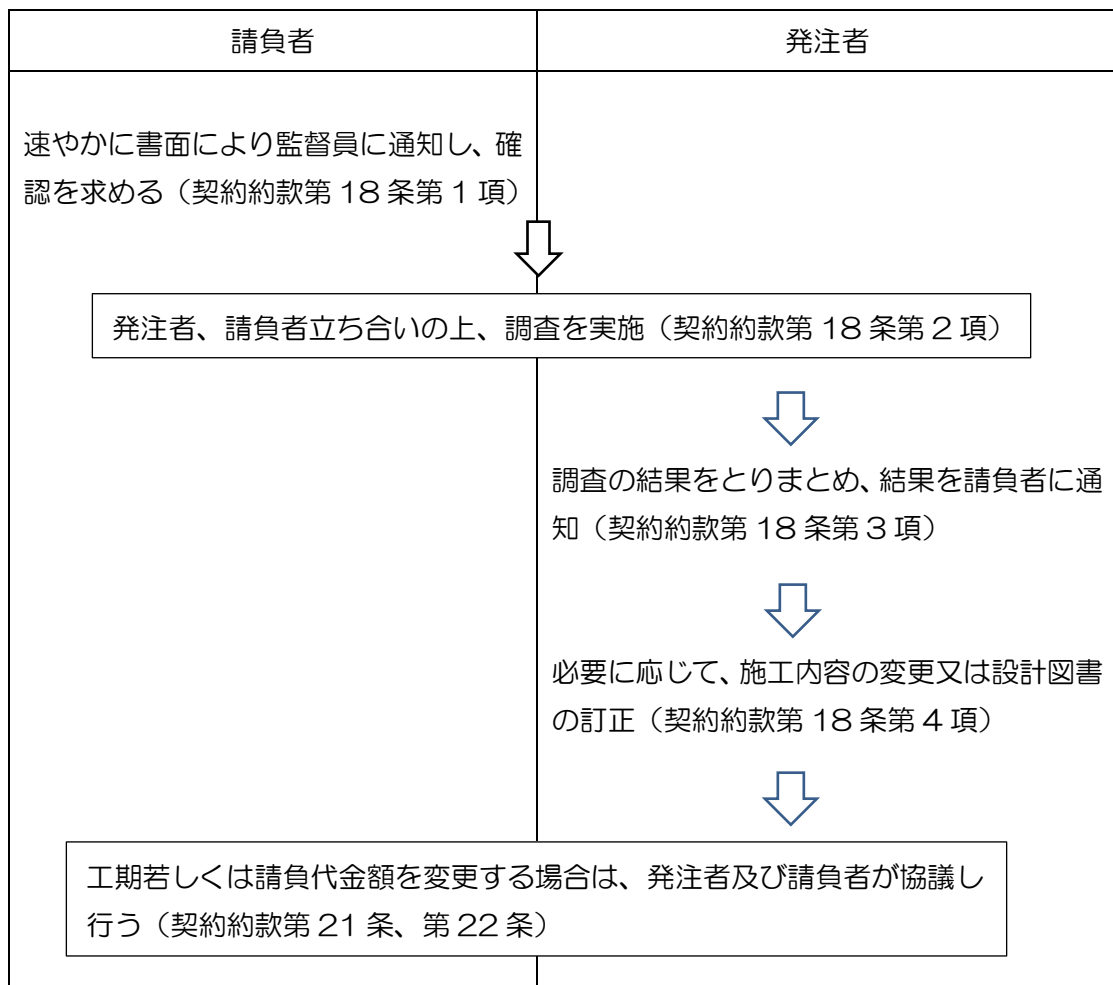 請負者
発注者
速やかに書面により監督員に通知し、確
認を求める（契約約款第 18 条第 1 項）
発注者、請負者立ち合いの上、調査を実施（契約約款第 18 条第 2 項）
調査の結果をとりまとめ、結果を請負者に通
知（契約約款第 18 条第 3 項）
必要に応じて、施工内容の変更又は設計図書
の訂正（契約約款第 18 条第 4 項）
工期若しくは請負代金額を変更する場合は、発注者及び請負者が協議し
行う（契約約款第 21 条、第 22 条）